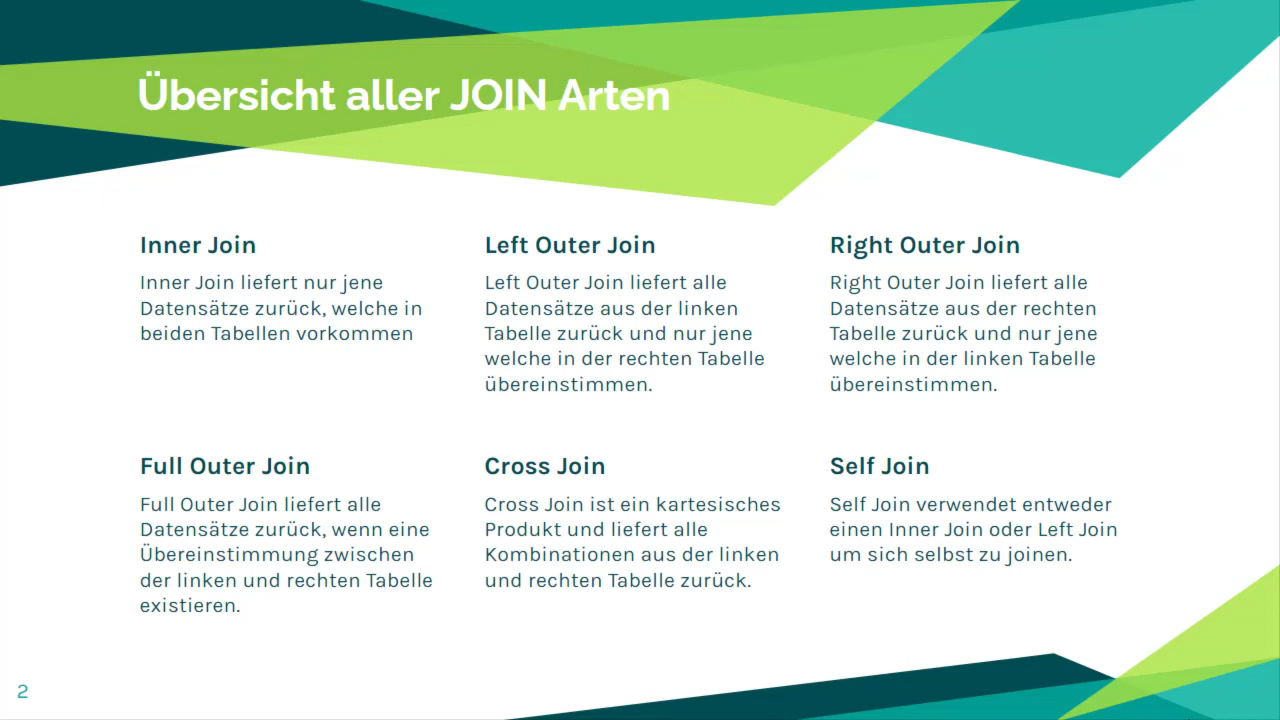 Übersicht aller JOIN Arten
Inner Join
Inner Join liefert nur jene
Datensätze zurück, welche in
beiden Tabellen vorkommen
Left Outer Join
Left Outer Join liefert alle
Datensätze aus der linken
Tabelle zurück und nur jene
welche in der rechten Tabelle
übereinstimmen.
Right Outer Join
Right Outer Join liefert alle
Datensätze aus der rechten
Tabelle zurück und nur jene
welche in der linken Tabelle
übereinstimmen.
Full Outer Join
Full Outer Join liefert alle
Datensätze zurück, wenn eine
Übereinstimmung zwischen
der linken und rechten Tabelle
existieren.
Cross Join
Cross Join ist ein kartesisches
Produkt und liefert alle
Kombinationen aus der linken
und rechten Tabelle zurück.
Self Join
Self Join verwendet entweder
einen Inner Join oder Left Join
um sich selbst zu joinen.
2